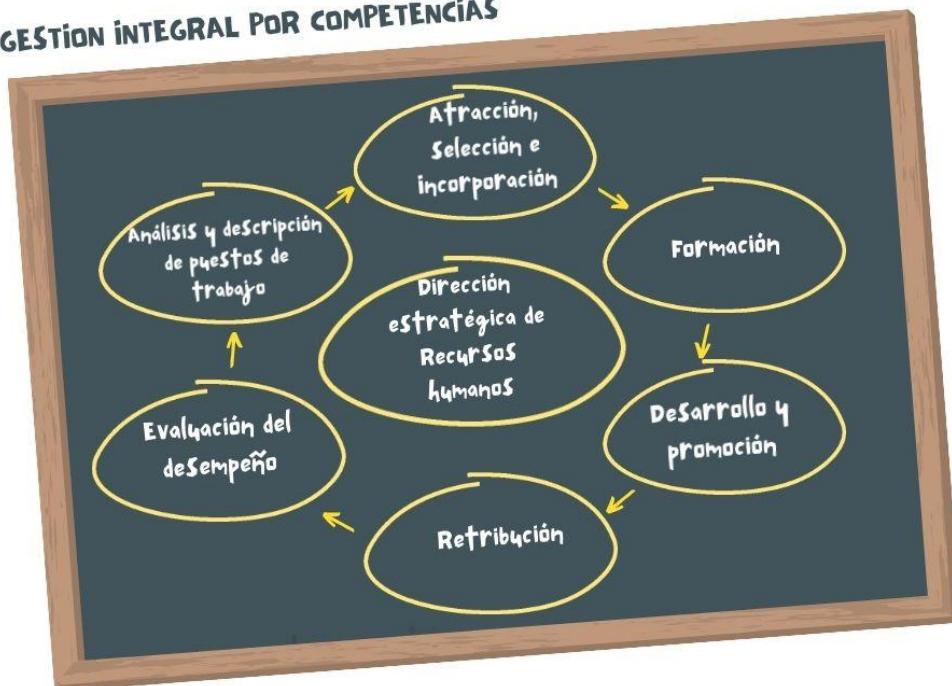 GESTION INTEGRAL POR COMPETENCIAS
Atracción,
Selección e
incorporación
Formación
Desarrollo y
promoción
Retribución
Evaluación del
desempeño
Análisis y descripción
de puestos de
trabajo
Dirección
estratégica de
Recursos
humanos